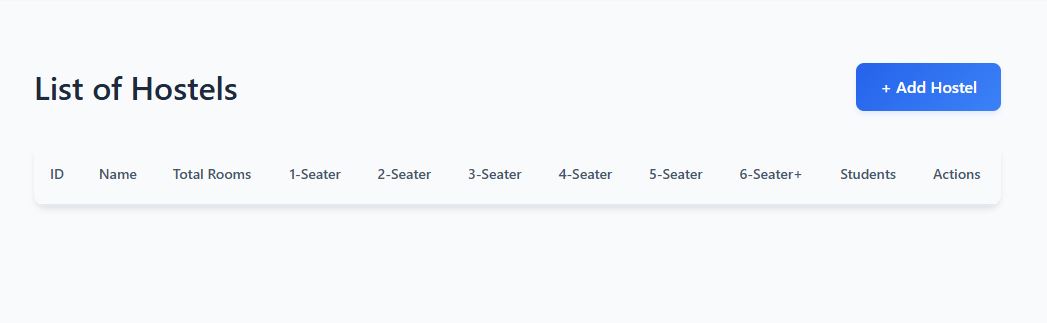 List of Hostels
+ Add Hostel
ID Name Total Rooms 1-Seater 2-Seater 3-Seater 4-Seater 5-Seater 6-Seater+ Students Actions